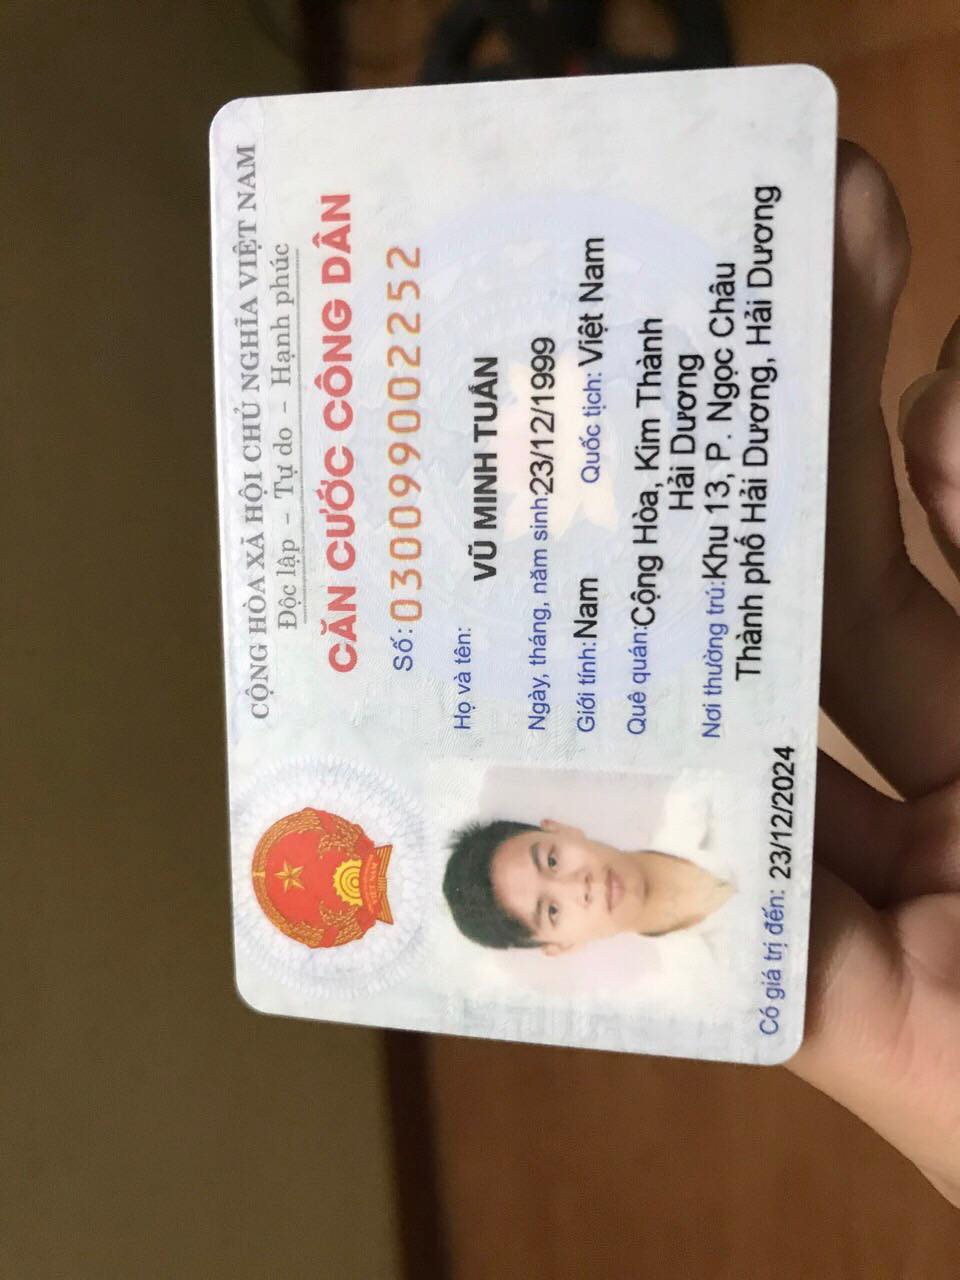 CỘNG HÒA XÃ HỘI CHỦ NGHĨA VIỆT NAM
Độc lập - Tự do - Hạnh phúc
CĂN CƯỚC CÔNG DÂN
Số: 030099002252
Họ và tên:
VŨ MINH TUẤN
Ngày, tháng, năm sinh:23/12/1999
Giới tính: Nam Quốc tịch: Việt Nam
Quê quán:Cộng Hòa, Kim Thành
Hải Dương
Nơi thường trú:Khu 13, P. Ngọc Châu
Thành phố Hải Dương, Hải Dương
Có giá trị đến: 23/12/2024
VIỆT NAM